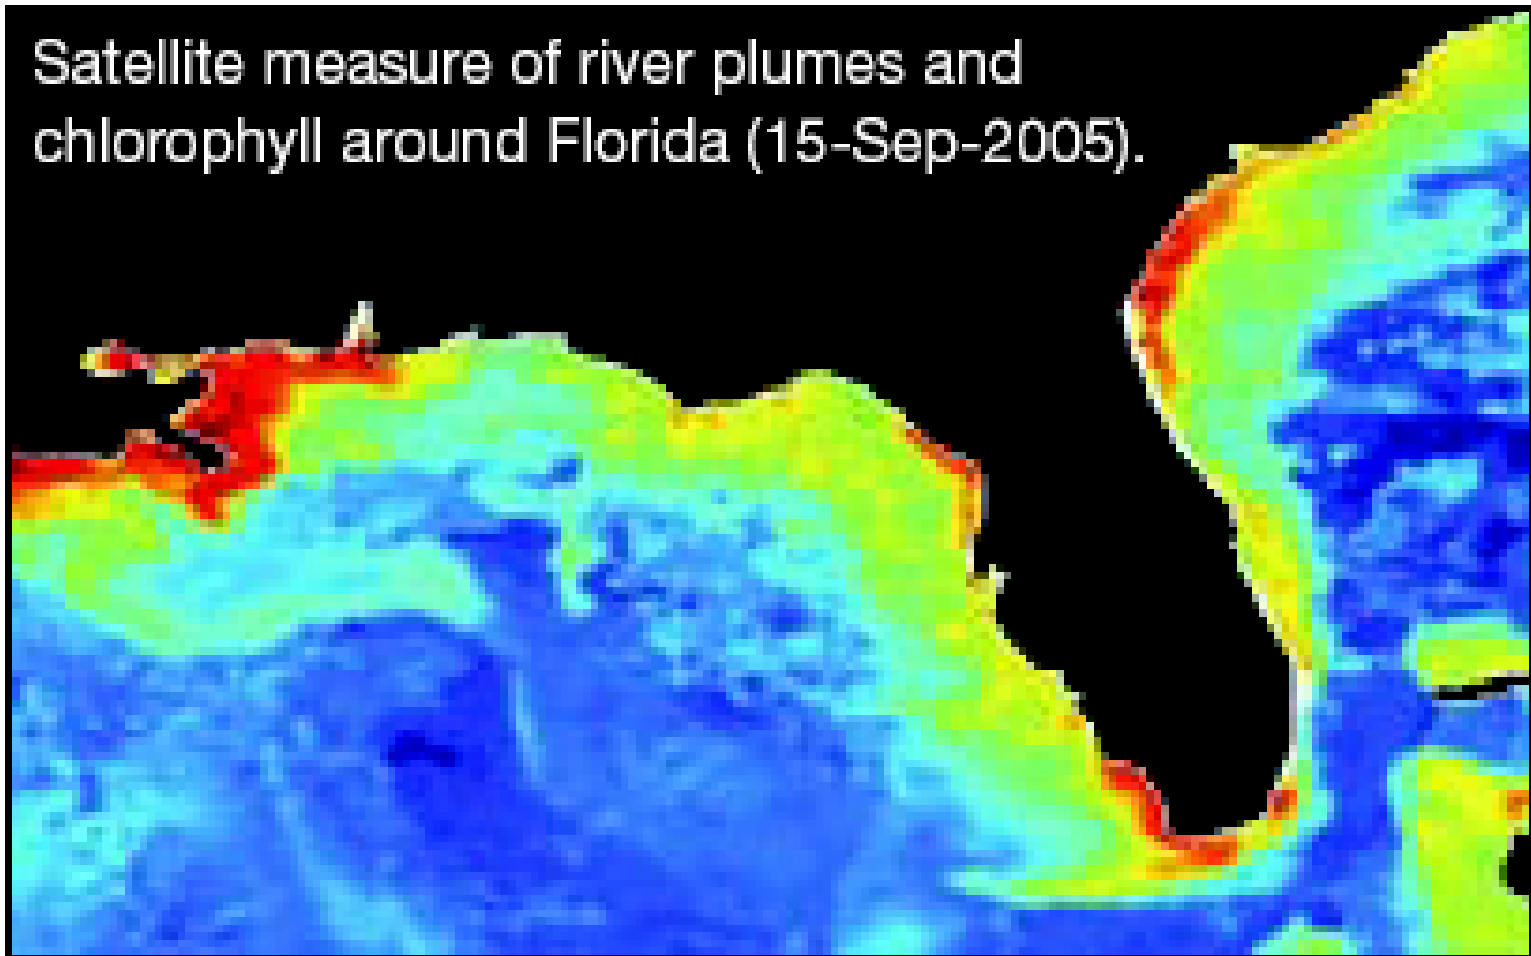 Satellite measure of river plumes and
chlorophyll around Florida (15-Sep-2005).